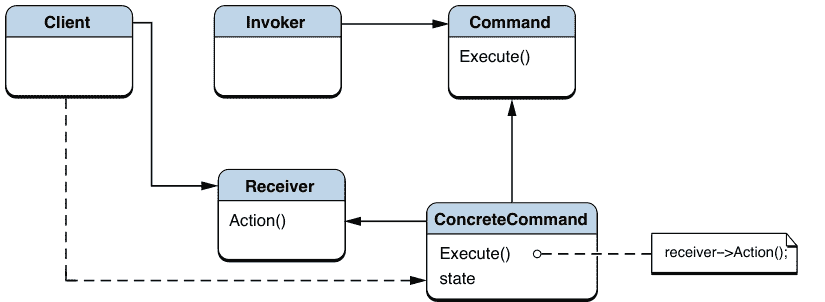 Client
Invoker
Command
Execute()
Receiver
Action()
ConcreteCommand
Execute()
state
receiver–>Action();